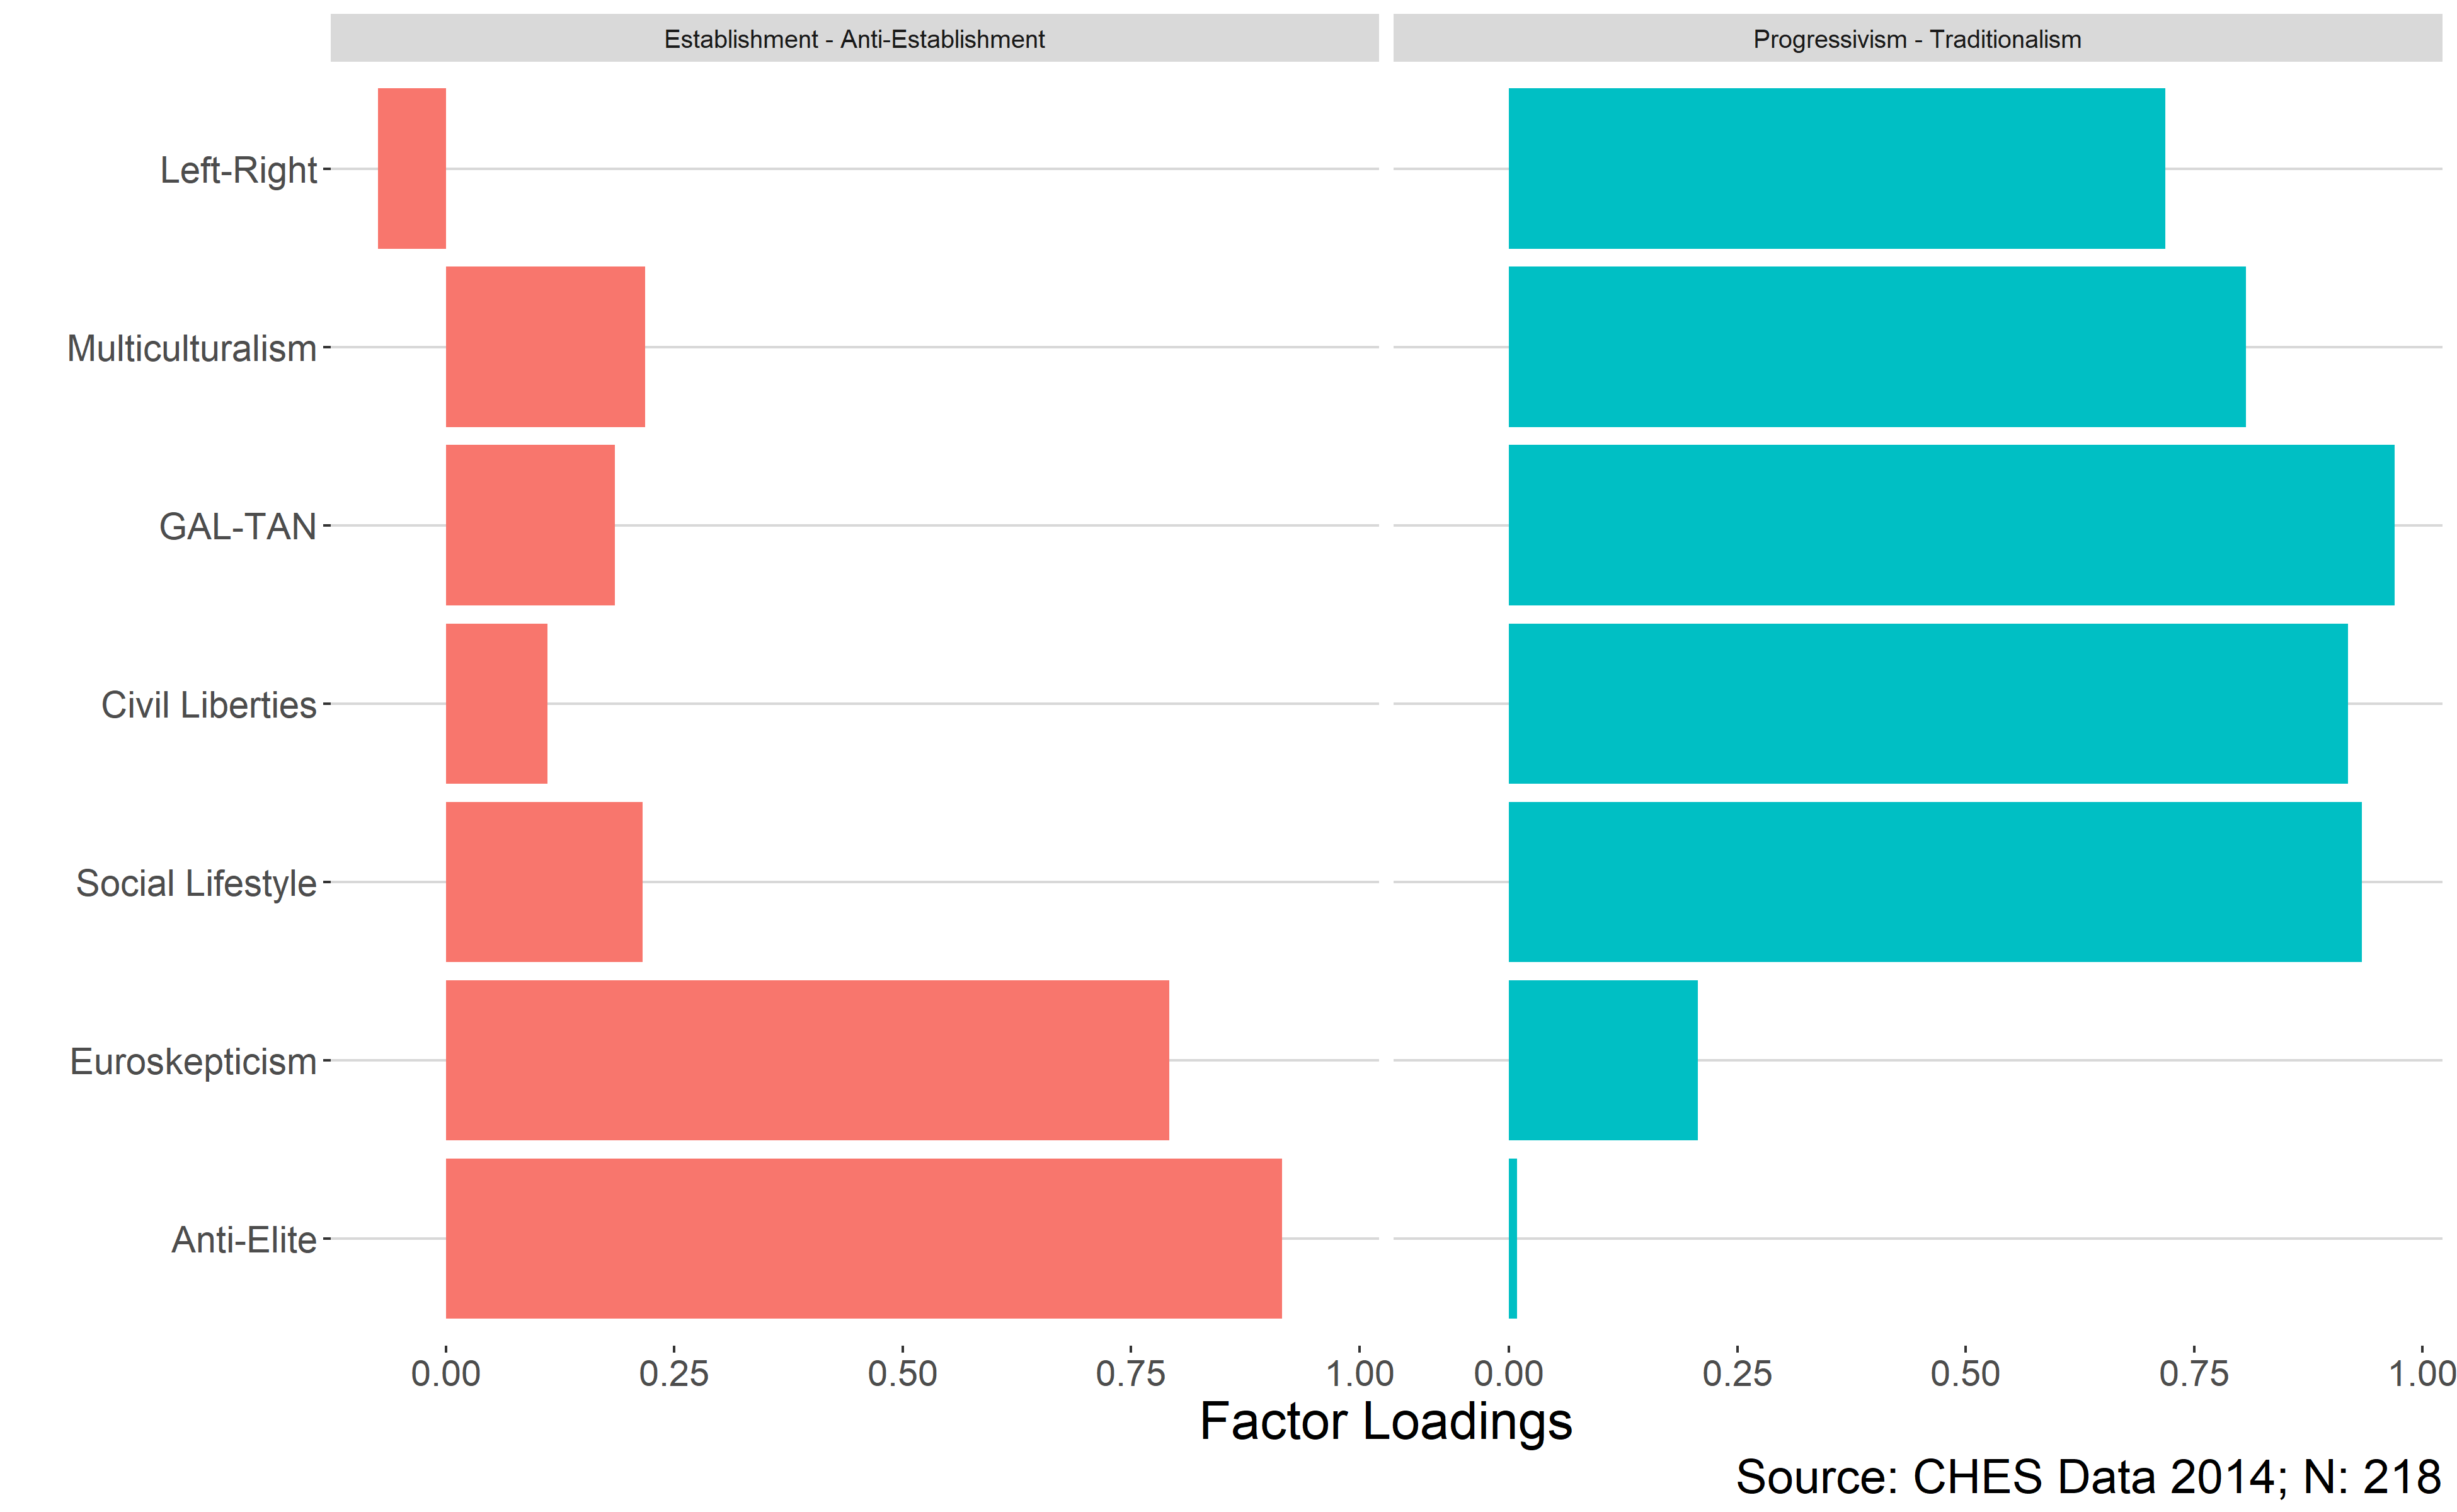 Establishment - Anti-Establishment
Progressivism - Traditionalism
Left-Right
Multiculturalism
GAL-TAN
Civil Liberties
Social Lifestyle
Euroskepticism
Anti-Elite
0.00 0.25 0.50 0.75 1.00
0.00 0.25 0.50 0.75 1.00
Factor Loadings
Source: CHES Data 2014; N: 218